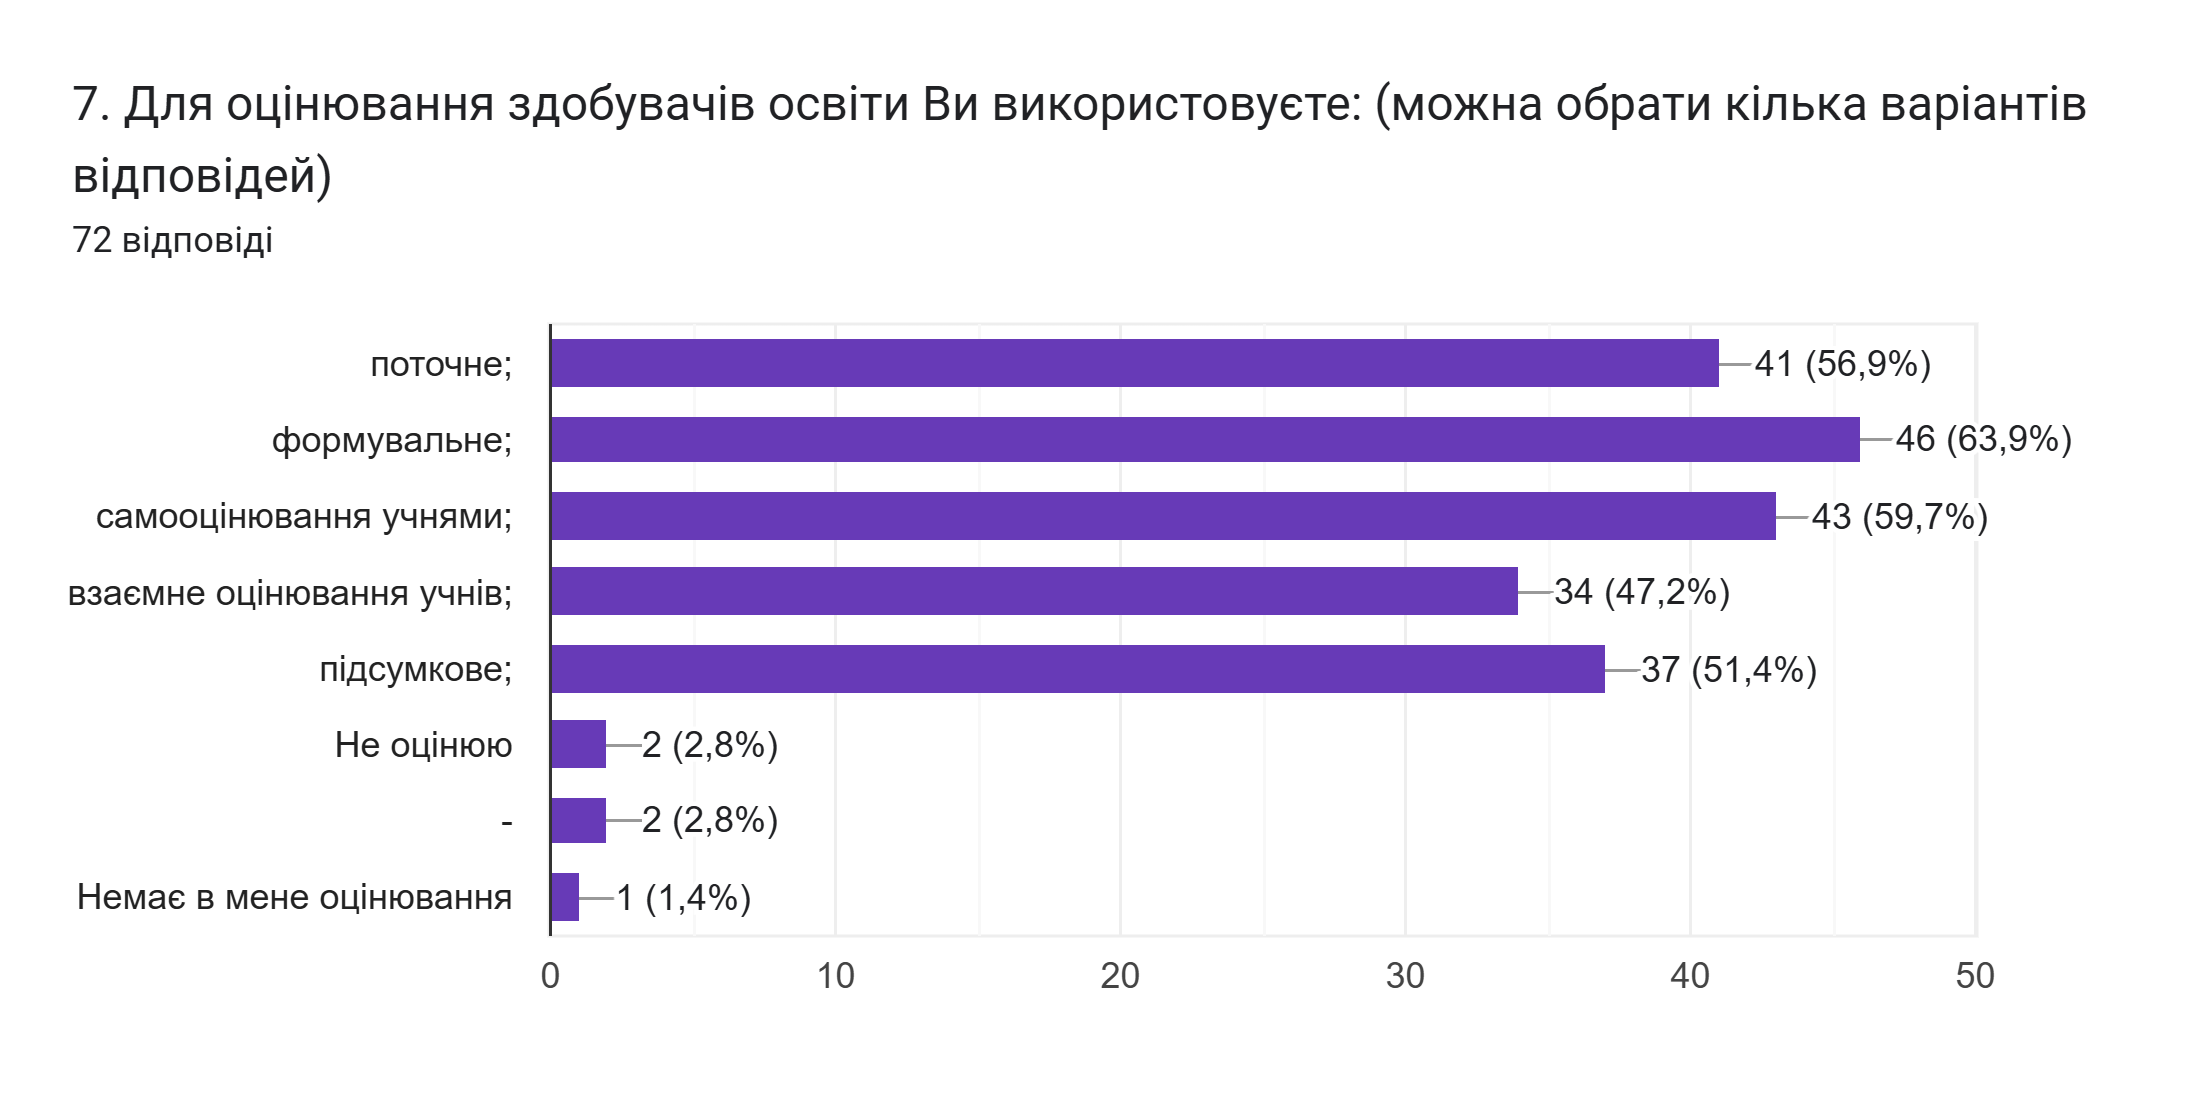 7. Для оцінювання здобувачів освіти Ви використовуєте: (можна обрати кілька варіантів
відповідей)
72 відповіді
поточне; 41 (56,9%)
формувальне; 46 (63,9%)
самооцінювання учнями; 43 (59,7%)
взаємне оцінювання учнів; 34 (47,2%)
підсумкове; 37 (51,4%)
Не оцінюю 2 (2,8%)
- 2 (2,8%)
Немає в мене оцінювання 1 (1,4%)
0 10 20 30 40 50